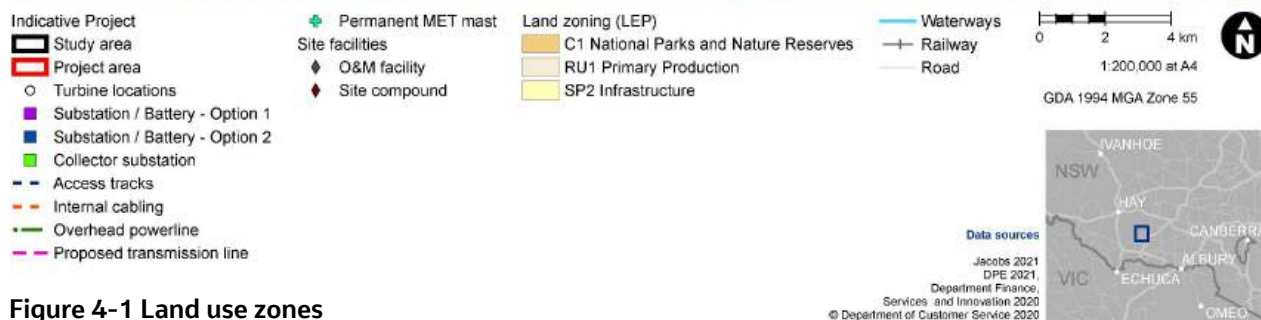 Indicative Project
Study area
Project area
Turbine locations
Substation / Battery - Option 1
Substation / Battery - Option 2
Collector substation
Access tracks
Internal cabling
Overhead powerline
Proposed transmission line
Permanent MET mast
Site facilities
O&M facility
Site compound
Land zoning (LEP)
C1 National Parks and Nature Reserves
RU1 Primary Production
SP2 Infrastructure
Waterways
Railway
Road
0 2 4 km
1:200,000 at A4
GDA 1994 MGA Zone 55
N
IVANHOE
NSW
HAY
CANBERRA
ALBURY
VIC
ECHUCA
OMEO
Data sources
Jacobs 2021
DPE 2021,
Department Finance,
Services and Innovation 2020
© Department of Customer Service 2020
Figure 4-1 Land use zones